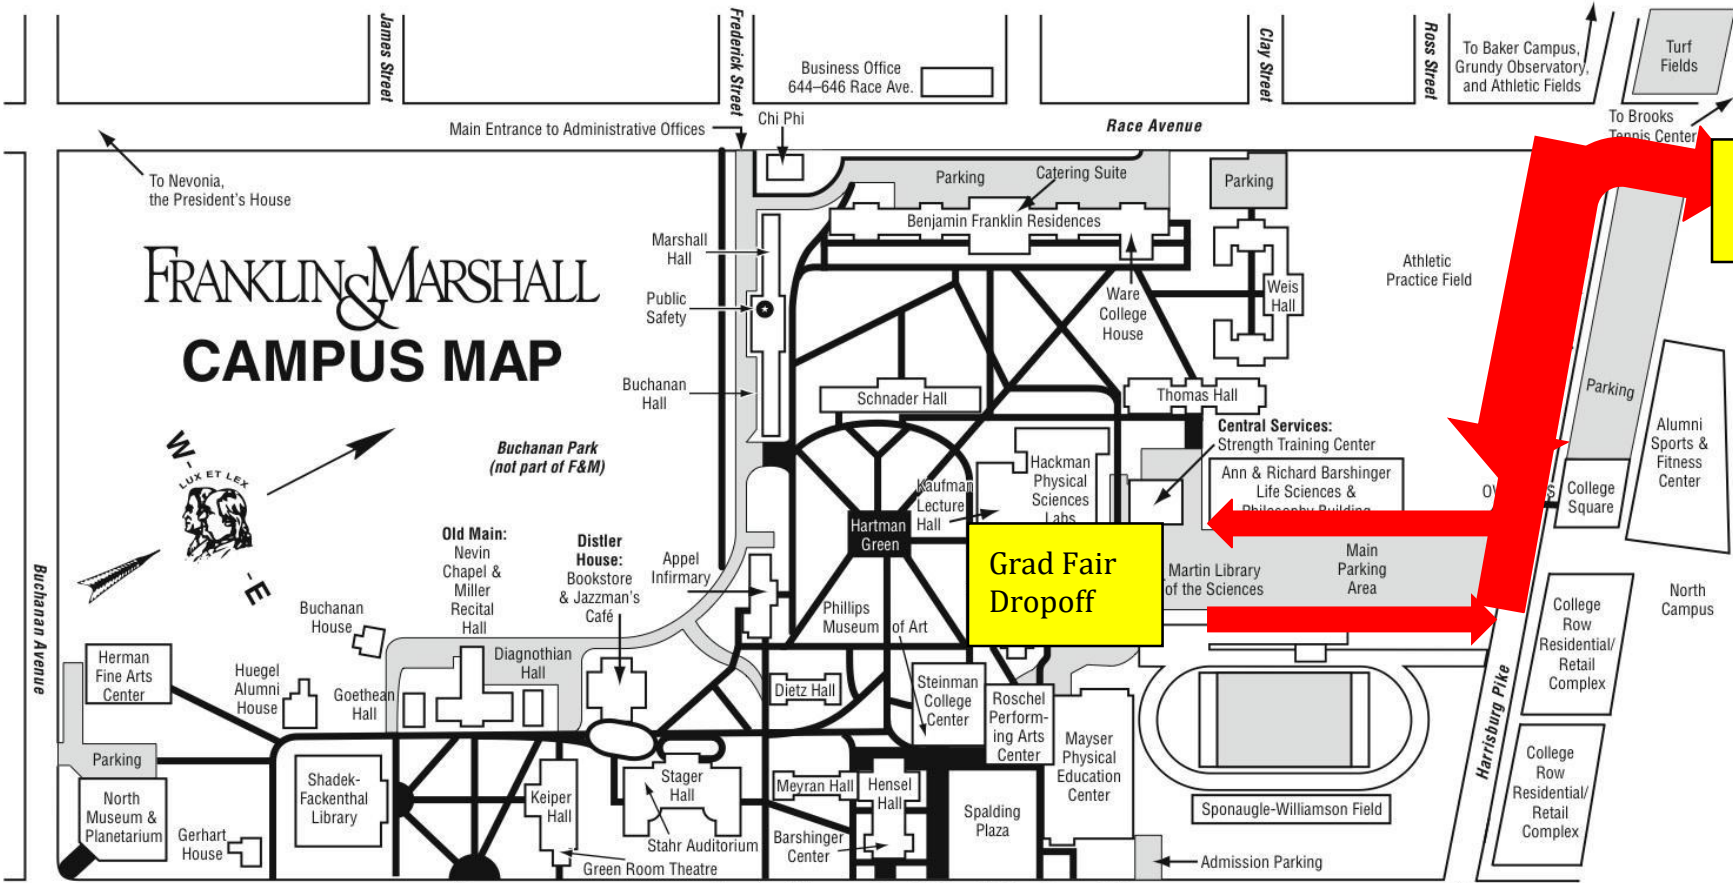 James Street
Frederick Street
Business Office
644–646 Race Ave.
Clay Street
Ross Street
To Baker Campus,
Grundy Observatory,
and Athletic Fields
Turf
Fields
Main Entrance to Administrative Offices
Chi Phi
Race Avenue
To Brooks
Tennis Center
To Nevonia,
the President's House
Parking
Catering Suite
Parking
Benjamin Franklin Residences
Marshall
Hall
FRANKLIN & MARSHALL
CAMPUS MAP
Public
Safety
Ware
College
House
Weis
Hall
Athletic
Practice Field
Buchanan
Hall
Schnader Hall
Thomas Hall
Parking
Central Services:
Strength Training Center
Alumni
Sports &
Fitness
Center
Buchanan Park
(not part of F&M)
W
LUX ET LEX
E
Hackman
Physical
Sciences
Labs
Kaufman
Lecture
Hall
Ann & Richard Barshinger
Life Sciences &
Philosophy Building
College
Square
Hartman
Green
Grad Fair
Dropoff
Main
Parking
Area
Martin Library
of the Sciences
North
Campus
Old Main:
Nevin
Chapel &
Miller
Recital
Hall
Distler
House:
Bookstore
& Jazzman's
Café
Appel
Infirmary
Buchanan Avenue
Buchanan
House
Phillips
Museum of Art
College
Row
Residential/
Retail
Complex
Herman
Fine Arts
Center
Huegel
Alumni
House
Goethean
Hall
Diagnothian
Hall
Dietz Hall
Steinman
College
Center
Roschel
Perform-
ing Arts
Center
Harrisburg Pike
Mayser
Physical
Education
Center
Parking
North
Museum &
Planetarium
Shadek-
Fackenthal
Library
Keiper
Hall
Stager
Hall
Meyran Hall
Hensel
Hall
Spalding
Plaza
Sponaugle-Williamson Field
College
Row
Residential/
Retail
Complex
Gerhart
House
Stahr Auditorium
Green Room Theatre
Barshinger
Center
Admission Parking